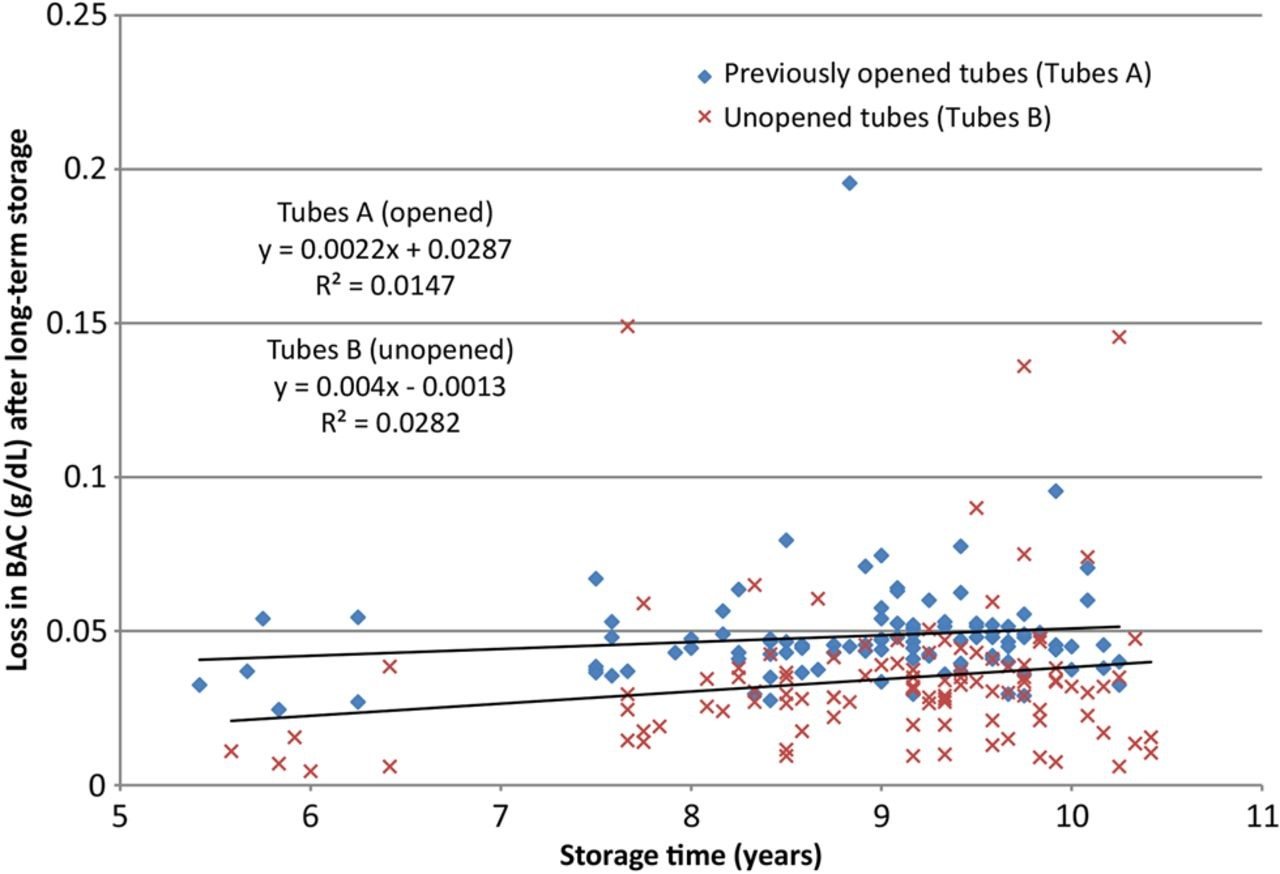 Loss in BAC (g/dL) after long-term storage
0.25
0.2
0.15
0.1
0.05
0
Previously opened tubes (Tubes A)
Unopened tubes (Tubes B)
Tubes A (opened)
y = 0.0022x + 0.0287
R² = 0.0147
Tubes B (unopened)
y = 0.004x - 0.0013
R² = 0.0282
5 6 7 8 9 10 11
Storage time (years)